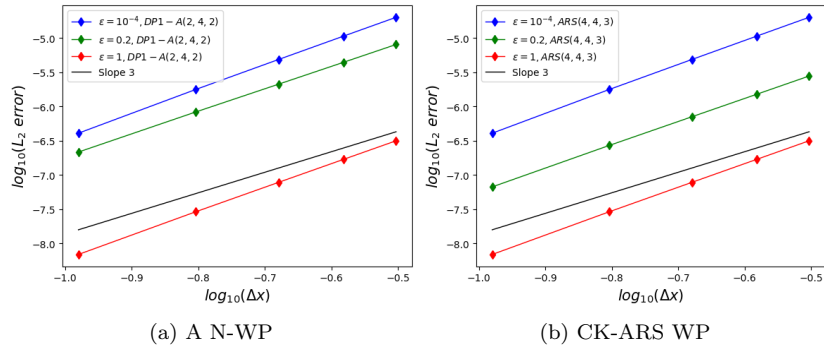 ε = 10⁻⁴, DP1 − A(2, 4, 2)
ε = 0.2, DP1 − A(2, 4, 2)
ε = 1, DP1 − A(2, 4, 2)
Slope 3
log₁₀(L₂ error)
−5.0
−5.5
−6.0
−6.5
−7.0
−7.5
−8.0
−1.0
−0.9
−0.8
−0.7
−0.6
−0.5
log₁₀(Δx)
(a) A N-WP
ε = 10⁻⁴, ARS(4, 4, 3)
ε = 0.2, ARS(4, 4, 3)
ε = 1, ARS(4, 4, 3)
Slope 3
log₁₀(L₂ error)
−5.0
−5.5
−6.0
−6.5
−7.0
−7.5
−8.0
−1.0
−0.9
−0.8
−0.7
−0.6
−0.5
log₁₀(Δx)
(b) CK-ARS WP